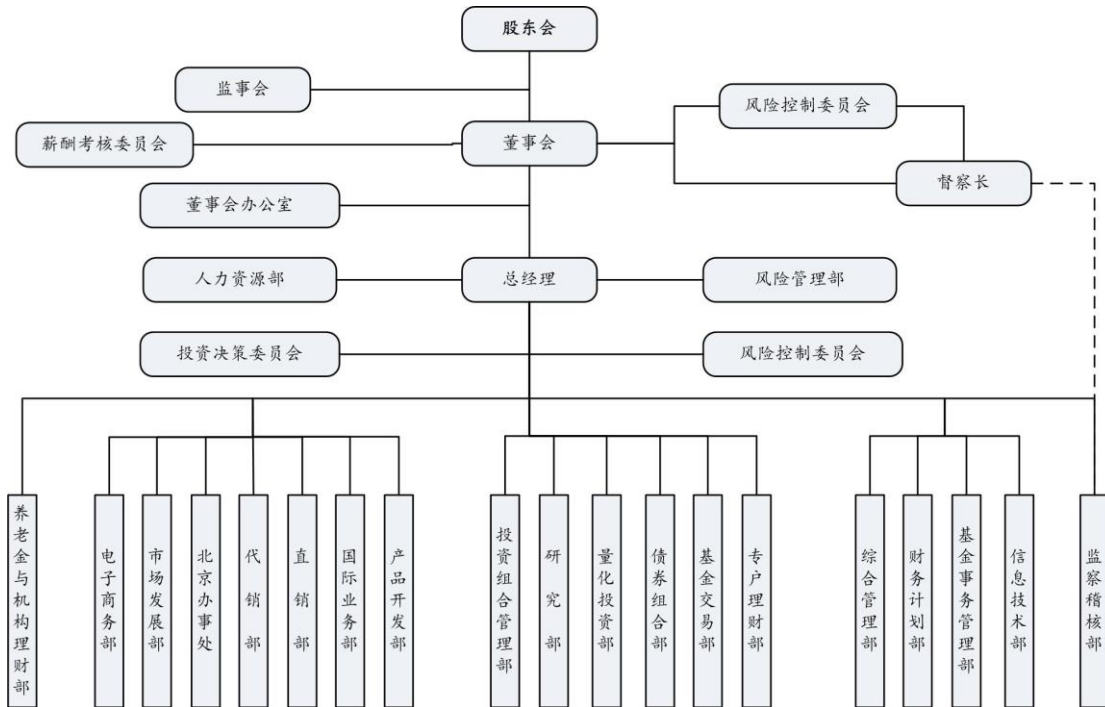 股东会
监事会
风险控制委员会
薪酬考核委员会
董事会
督察长
董事会办公室
人力资源部
总经理
风险管理部
投资决策委员会
风险控制委员会
养老金与机构理财部
电子商务部
市场发展部
北京办事处
代销部
直销部
国际业务部
产品开发部
投资组合管理部
研究部
量化投资部
债券组合部
基金交易部
专户理财部
综合管理部
财务计划部
基金事务管理部
信息技术部
监察稽核部